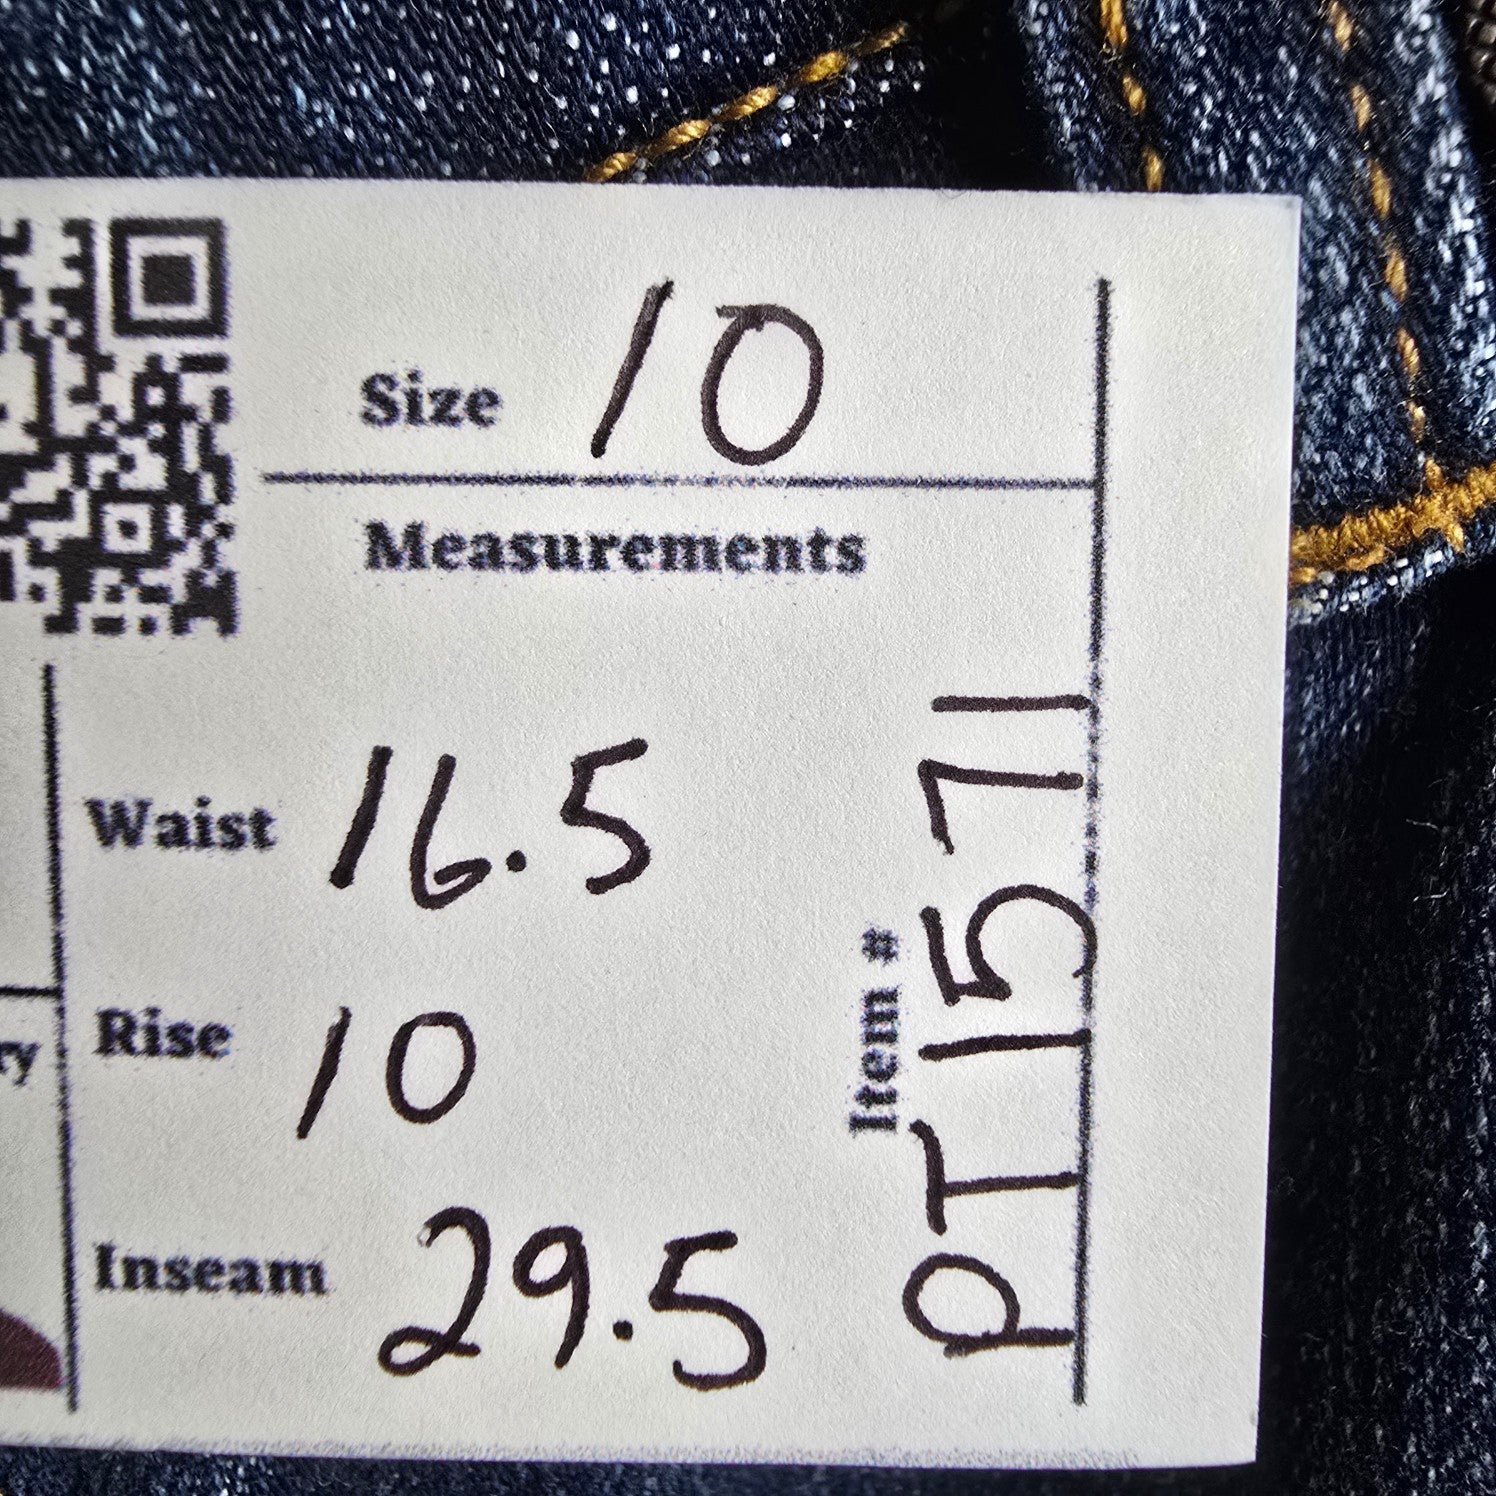 Size 10
Measurements
Waist 16.5
Rise 10
Inseam 29.5
Item #
PT1571